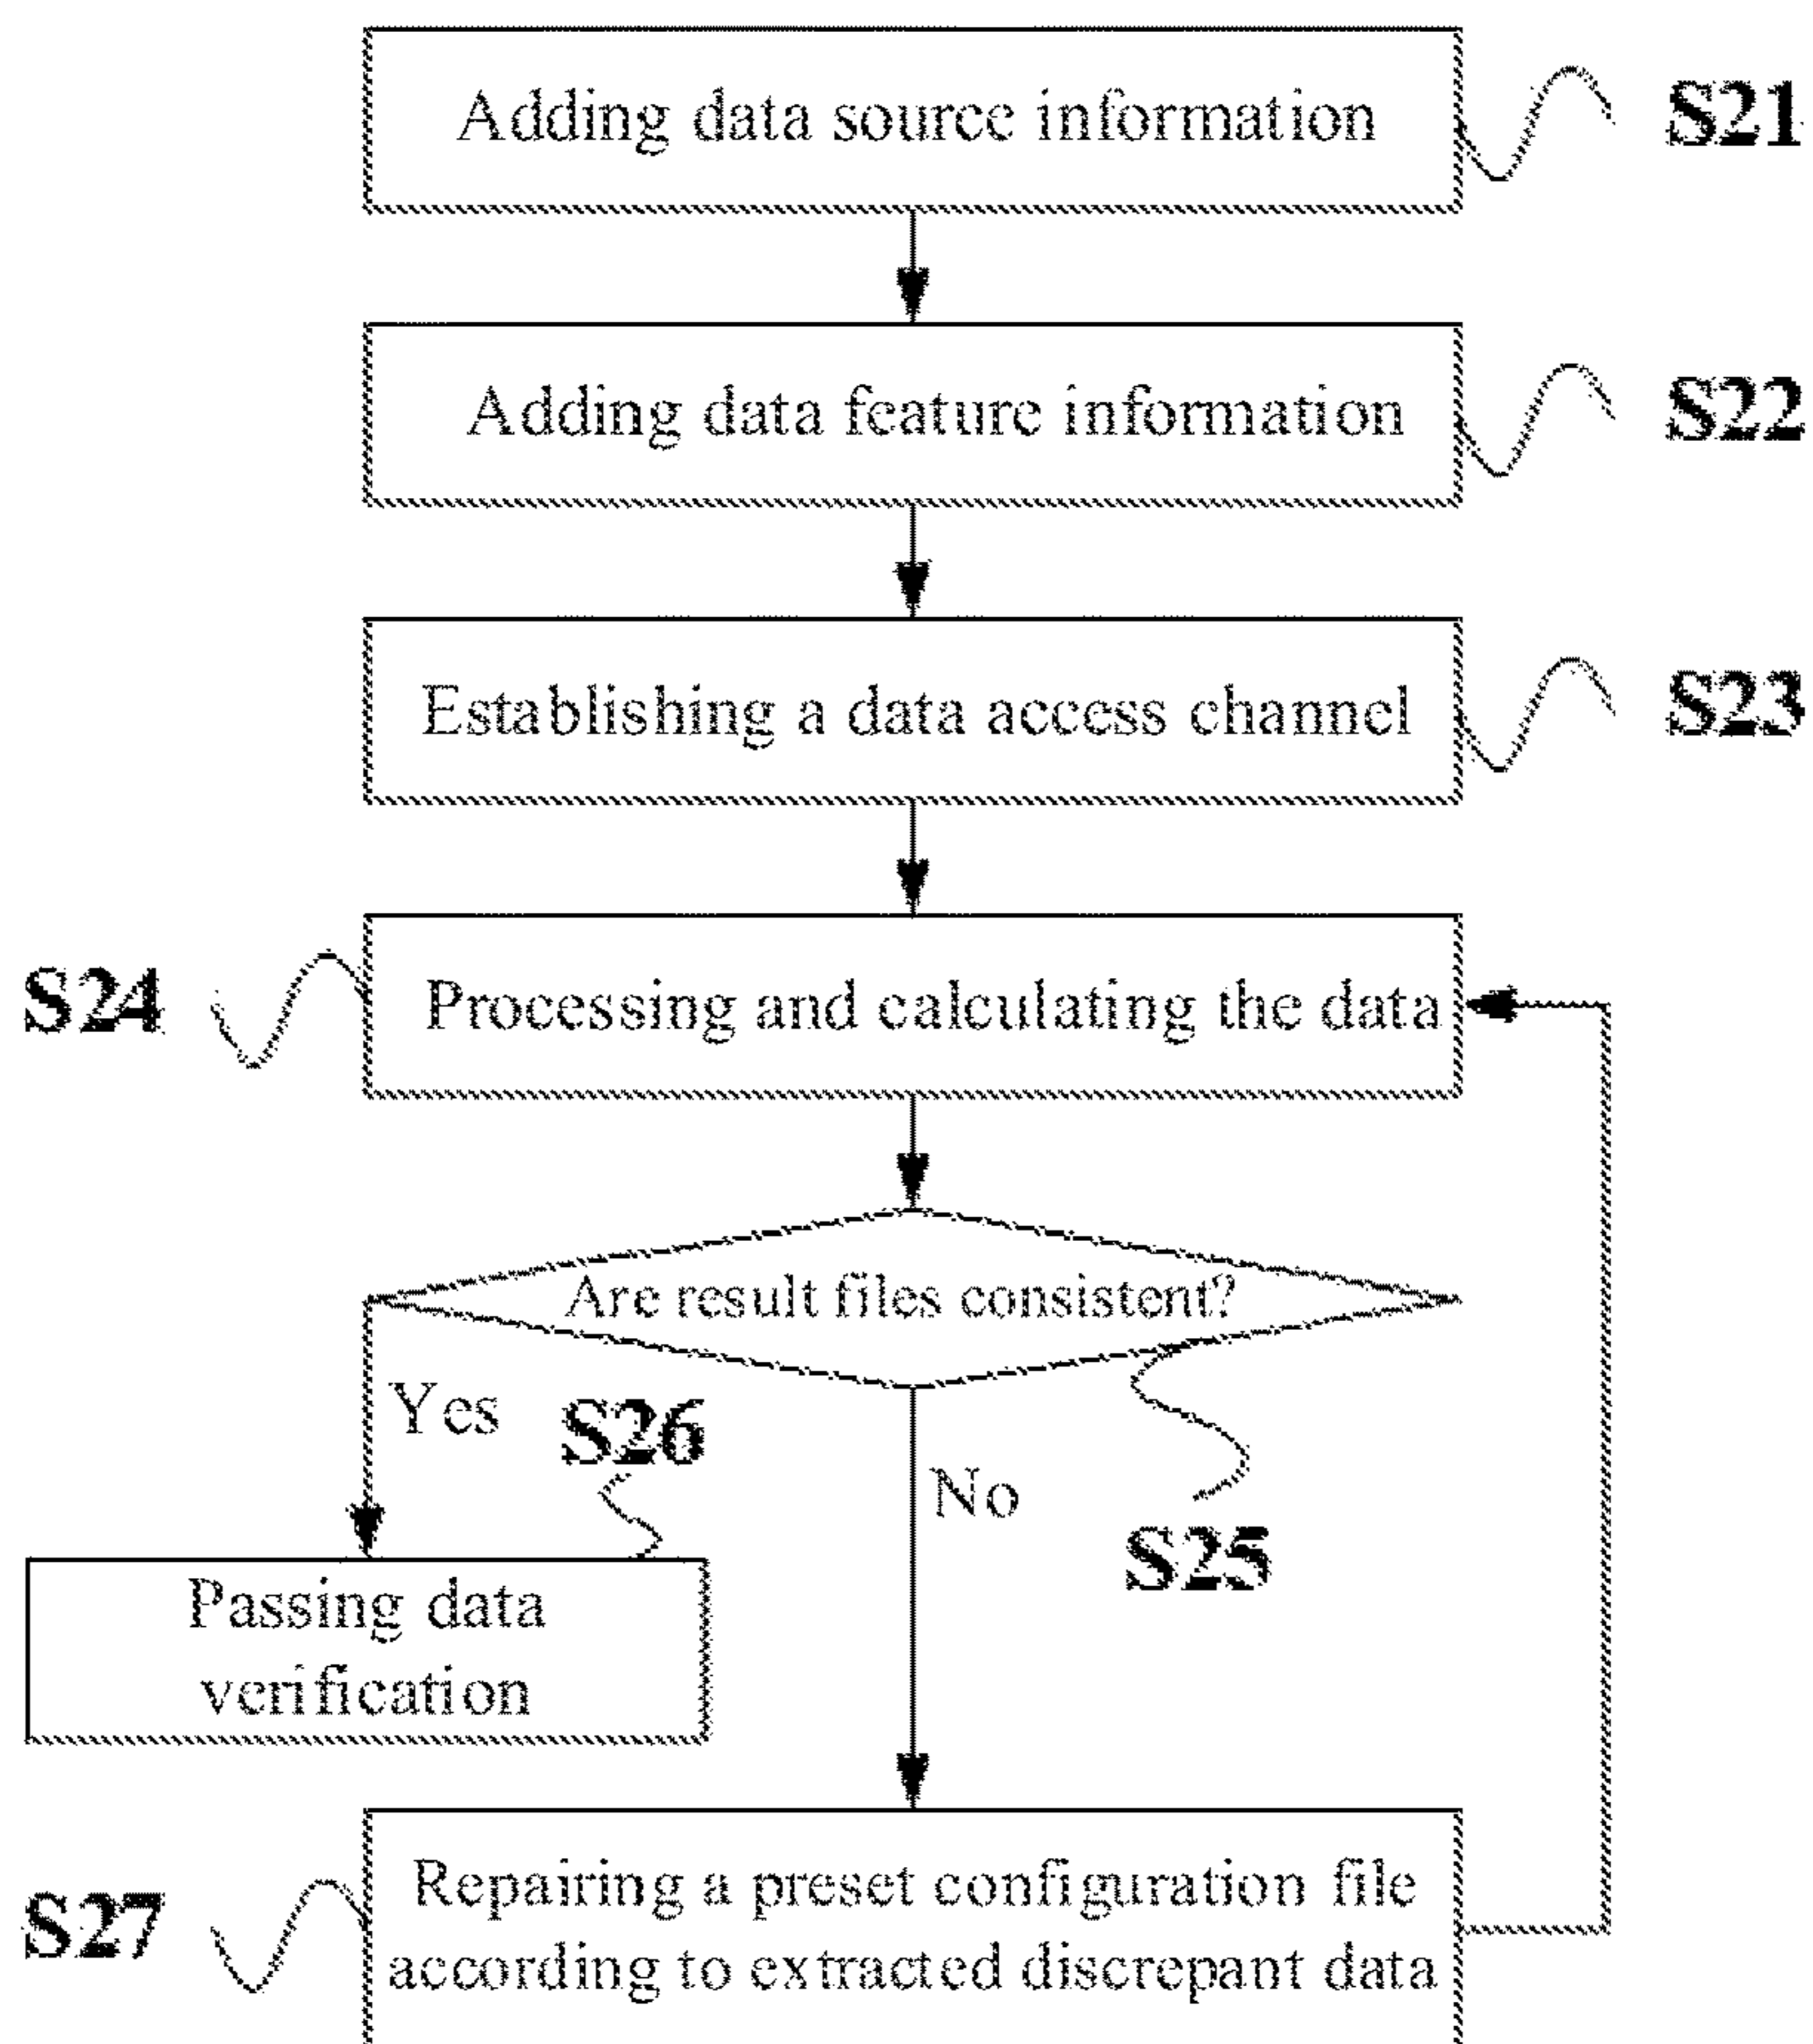 Adding data source information
S21
Adding data feature information
S22
Establishing a data access channel
S23
S24
Processing and calculating the data
Are result files consistent?
Yes
S26
No
S25
Passing data
verification
S27
Repairing a preset configuration file
according to extracted discrepant data